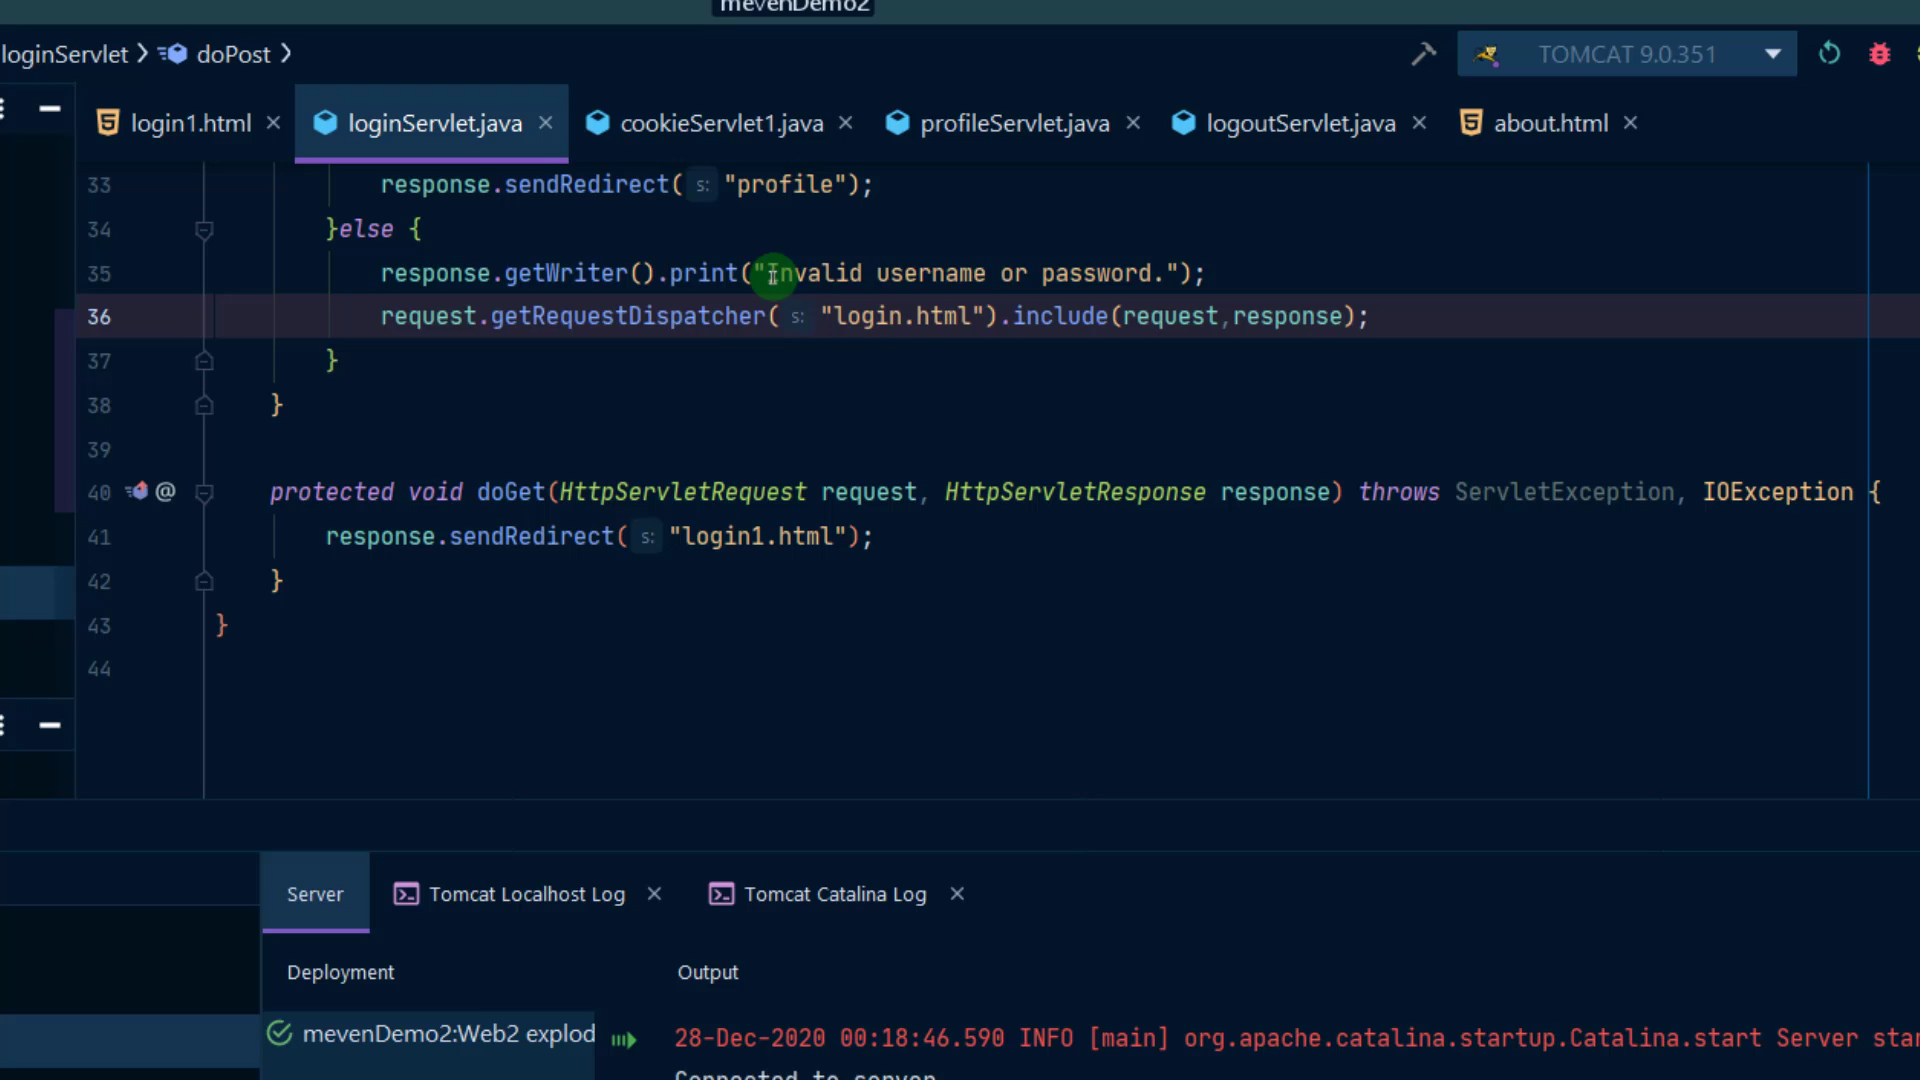 mevenDemo2
loginServlet > doPost >
TOMCAT 9.0.351
login1.html
loginServlet.java
cookieServlet1.java
profileServlet.java
logoutServlet.java
about.html
33 response.sendRedirect( s: "profile");
34 }else {
35 response.getWriter().print("Invalid username or password.");
36 request.getRequestDispatcher( s: "login.html").include(request,response);
37 }
38 }
39
40 @ protected void doGet(HttpServletRequest request, HttpServletResponse response) throws ServletException, IOException {
41 response.sendRedirect( s: "login1.html");
42 }
43 }
44
Server
Tomcat Localhost Log
Tomcat Catalina Log
Deployment
Output
mevenDemo2:Web2 explod
28-Dec-2020 00:18:46.590 INFO [main] org.apache.catalina.startup.Catalina.start Server star
Connected to server